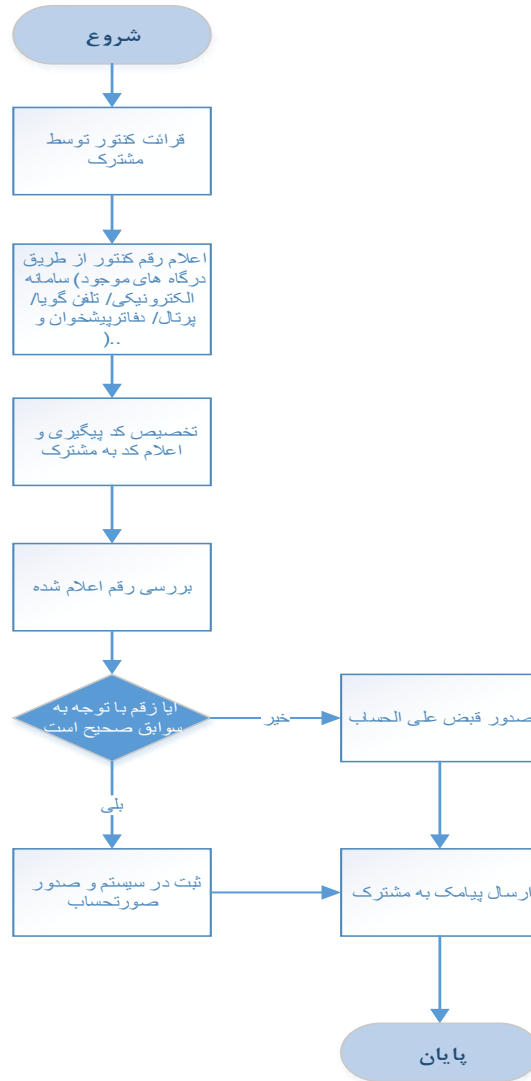 شروع
قرائت کنتور توسط
مشترک
اعلام رقم کنتور از طریق
درگاه های موجود) سامانه
الکترونیکی/ تلفن گویا/
پرتال/ دفاترپیشخوان و
..(
تخصیص کد پیگیری و
اعلام کد به مشترک
بررسی رقم اعلام شده
ایا زقم با توجه به
سوابق صحیح است
خیر
صدور قبض علی الحساب
بلی
ثبت در سیستم و صدور
صورتحساب
ارسال پیامک به مشترک
پایان